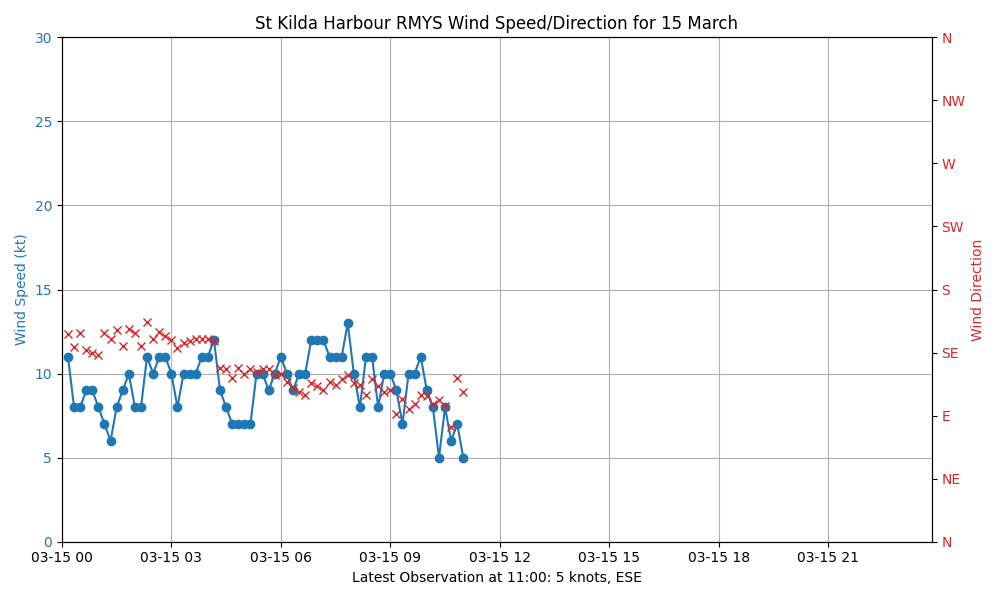 St Kilda Harbour RMYS Wind Speed/Direction for 15 March
30
25
20
15
10
5
0
Wind Speed (kt)
N
NW
W
SW
S
SE
E
NE
N
Wind Direction
03-15 00
03-15 03
03-15 06
03-15 09
03-15 12
03-15 15
03-15 18
03-15 21
Latest Observation at 11:00: 5 knots, ESE